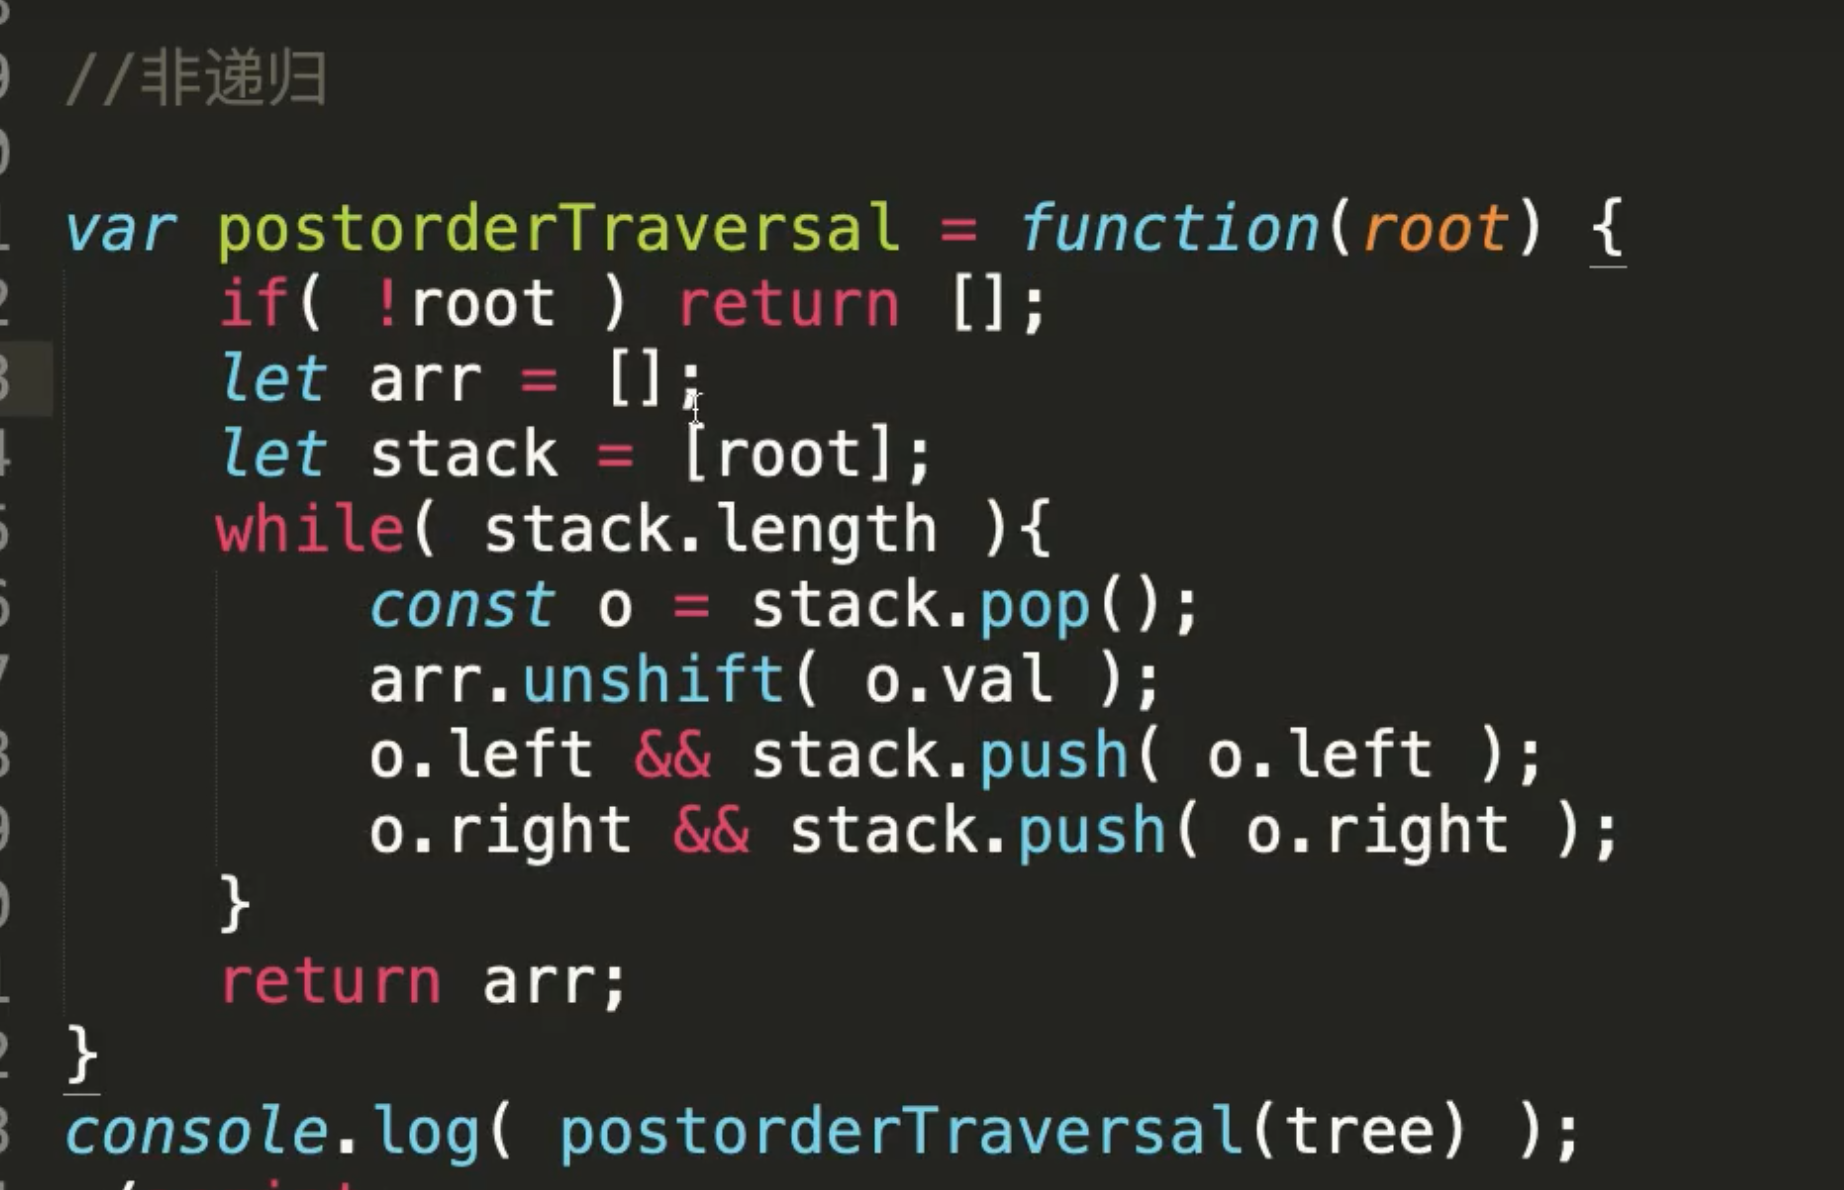 //非递归
var postorderTraversal = function(root) {
if( !root ) return [];
let arr = [];
let stack = [root];
while( stack.length ){
const o = stack.pop();
arr.unshift( o.val );
o.left && stack.push( o.left );
o.right && stack.push( o.right );
}
return arr;
}
console.log( postorderTraversal(tree) );